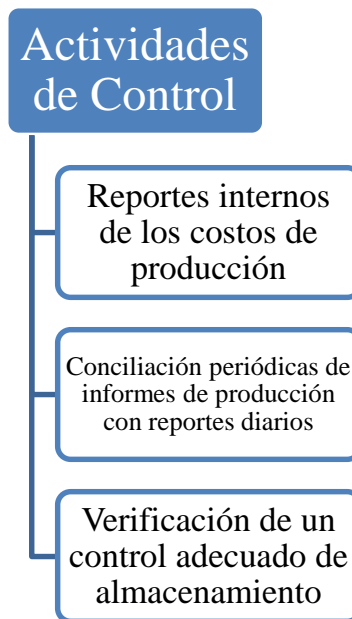 Actividades
de Control
Reportes internos
de los costos de
producción
Conciliación periódicas de
informes de producción
con reportes diarios
Verificación de un
control adecuado de
almacenamiento